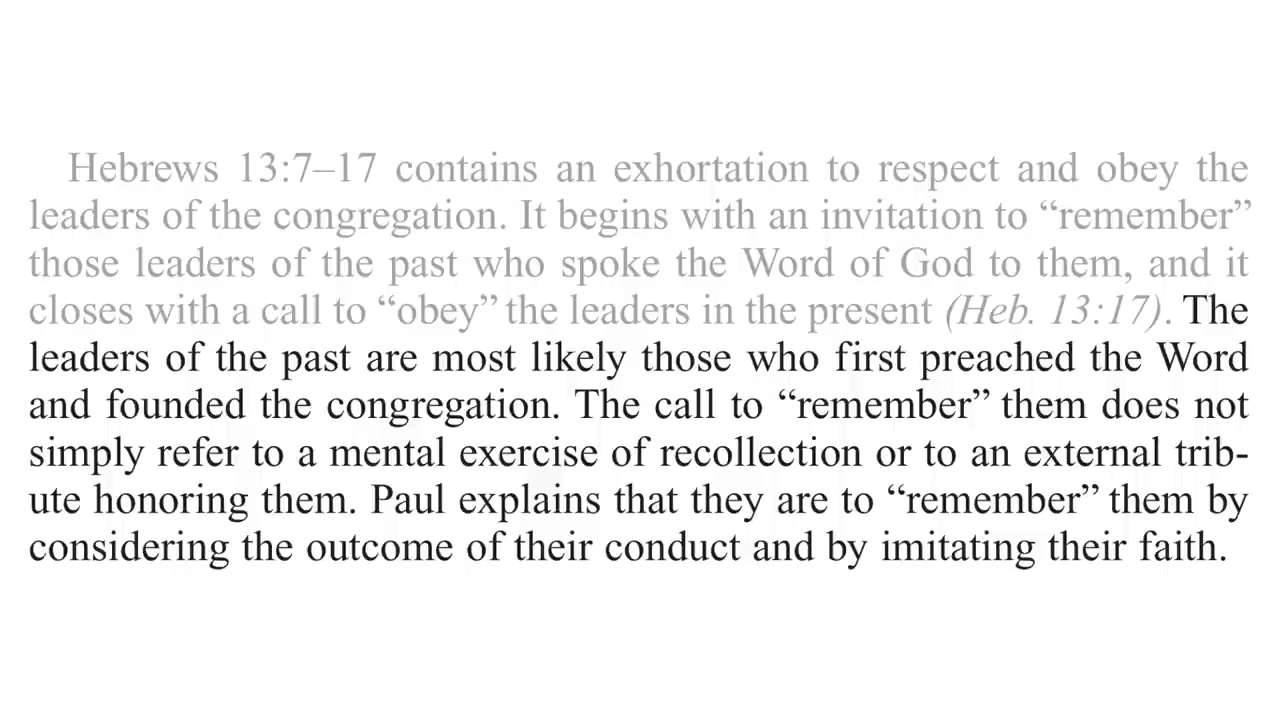 Hebrews 13:7–17 contains an exhortation to respect and obey the
leaders of the congregation. It begins with an invitation to “remember”
those leaders of the past who spoke the Word of God to them, and it
closes with a call to “obey” the leaders in the present (Heb. 13:17). The
leaders of the past are most likely those who first preached the Word
and founded the congregation. The call to “remember” them does not
simply refer to a mental exercise of recollection or to an external trib-
ute honoring them. Paul explains that they are to “remember” them by
considering the outcome of their conduct and by imitating their faith.